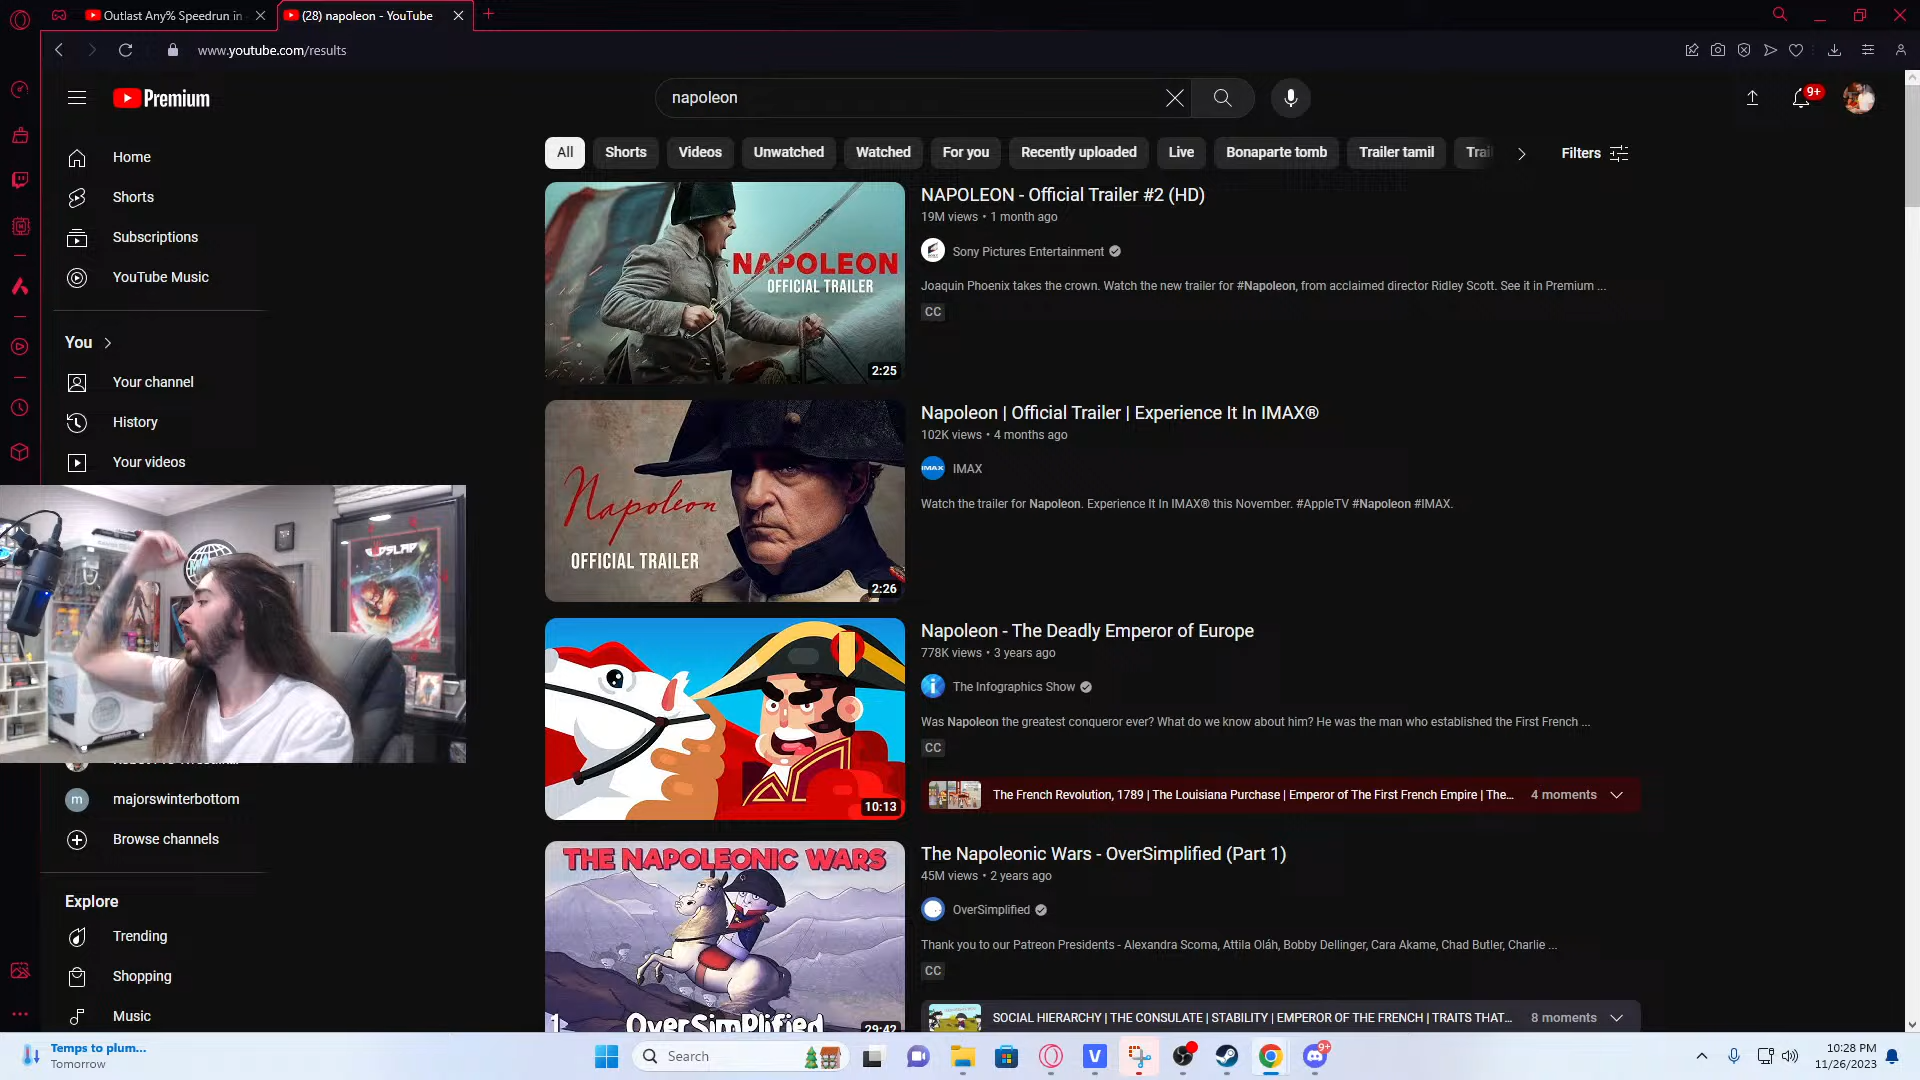 Outlast Any% Speedrun in
(28) napoleon - YouTube
www.youtube.com/results
Premium
napoleon
9+
Home
Shorts
Subscriptions
YouTube Music
You
Your channel
History
Your videos
majorswinterbottom
m
Browse channels
Explore
Trending
Shopping
Music
All
Shorts
Videos
Unwatched
Watched
For you
Recently uploaded
Live
Bonaparte tomb
Trailer tamil
Trai
Filters
NAPOLEON
OFFICIAL TRAILER
2:25
NAPOLEON - Official Trailer #2 (HD)
19M views • 1 month ago
Sony Pictures Entertainment
Joaquin Phoenix takes the crown. Watch the new trailer for #Napoleon, from acclaimed director Ridley Scott. See it in Premium ...
CC
Napoleon
OFFICIAL TRAILER
2:26
Napoleon | Official Trailer | Experience It In IMAX®
102K views • 4 months ago
IMAX
IMAX
Watch the trailer for Napoleon. Experience It In IMAX® this November. #AppleTV #Napoleon #IMAX.
10:13
Napoleon - The Deadly Emperor of Europe
778K views • 3 years ago
The Infographics Show
Was Napoleon the greatest conqueror ever? What do we know about him? He was the man who established the First French ...
CC
The French Revolution, 1789 | The Louisiana Purchase | Emperor of The First French Empire | The...
4 moments
THE NAPOLEONIC WARS
OverSimplified
29:42
The Napoleonic Wars - OverSimplified (Part 1)
45M views • 2 years ago
OverSimplified
Thank you to our Patreon Presidents - Alexandra Scoma, Attila Oláh, Bobby Dellinger, Cara Akame, Chad Butler, Charlie ...
CC
SOCIAL HIERARCHY | THE CONSULATE | STABILITY | EMPEROR OF THE FRENCH | TRAITS THAT...
8 moments
Temps to plum...
Tomorrow
Search
V
9+
10:28 PM
11/26/2023